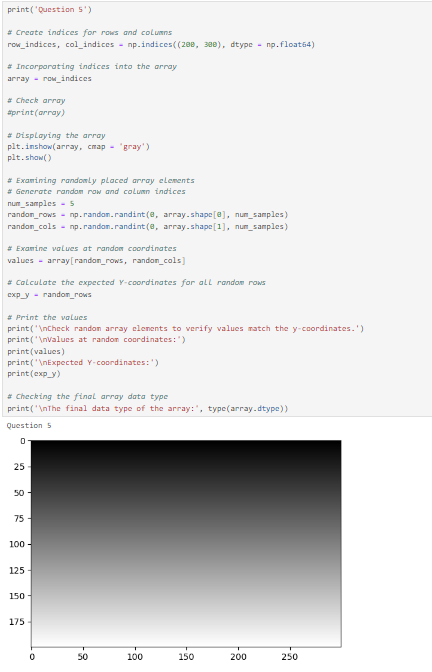 print('Question 5')
# Create indices for rows and columns
row_indices, col_indices = np.indices((200, 300), dtype = np.float64)
# Incorporating indices into the array
array = row_indices
# Check array
#print(array)
# Displaying the array
plt.imshow(array, cmap = 'gray')
plt.show()
# Examining randomly placed array elements
# Generate random row and column indices
num_samples = 5
random_rows = np.random.randint(0, array.shape[0], num_samples)
random_cols = np.random.randint(0, array.shape[1], num_samples)
# Examine values at random coordinates
values = array[random_rows, random_cols]
# Calculate the expected Y-coordinates for all random rows
exp_y = random_rows
# Print the values
print('\nCheck random array elements to verify values match the y-coordinates.')
print('\nValues at random coordinates:')
print(values)
print('\nExpected Y-coordinates:')
print(exp_y)
# Checking the final array data type
print('\nThe final data type of the array:', type(array.dtype))
Question 5
0
25
50
75
100
125
150
175
0 50 100 150 200 250